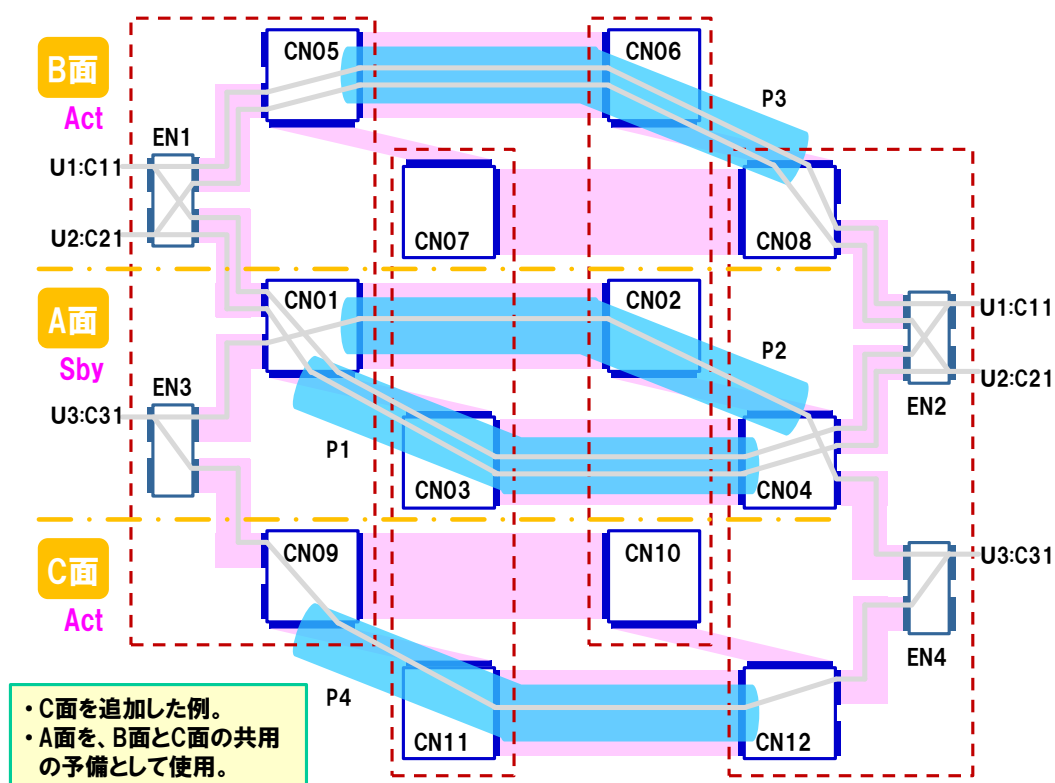 B面
Act
CN05
CN06
P3
EN1
U1:C11
U2:C21
CN07
CN08
A面
Sby
CN01
CN02
P2
U1:C11
U2:C21
EN2
EN3
U3:C31
P1
CN03
CN04
C面
Act
CN09
CN10
U3:C31
EN4
P4
CN11
CN12
・C面を追加した例。
・A面を、B面とC面の共用
の予備として使用。